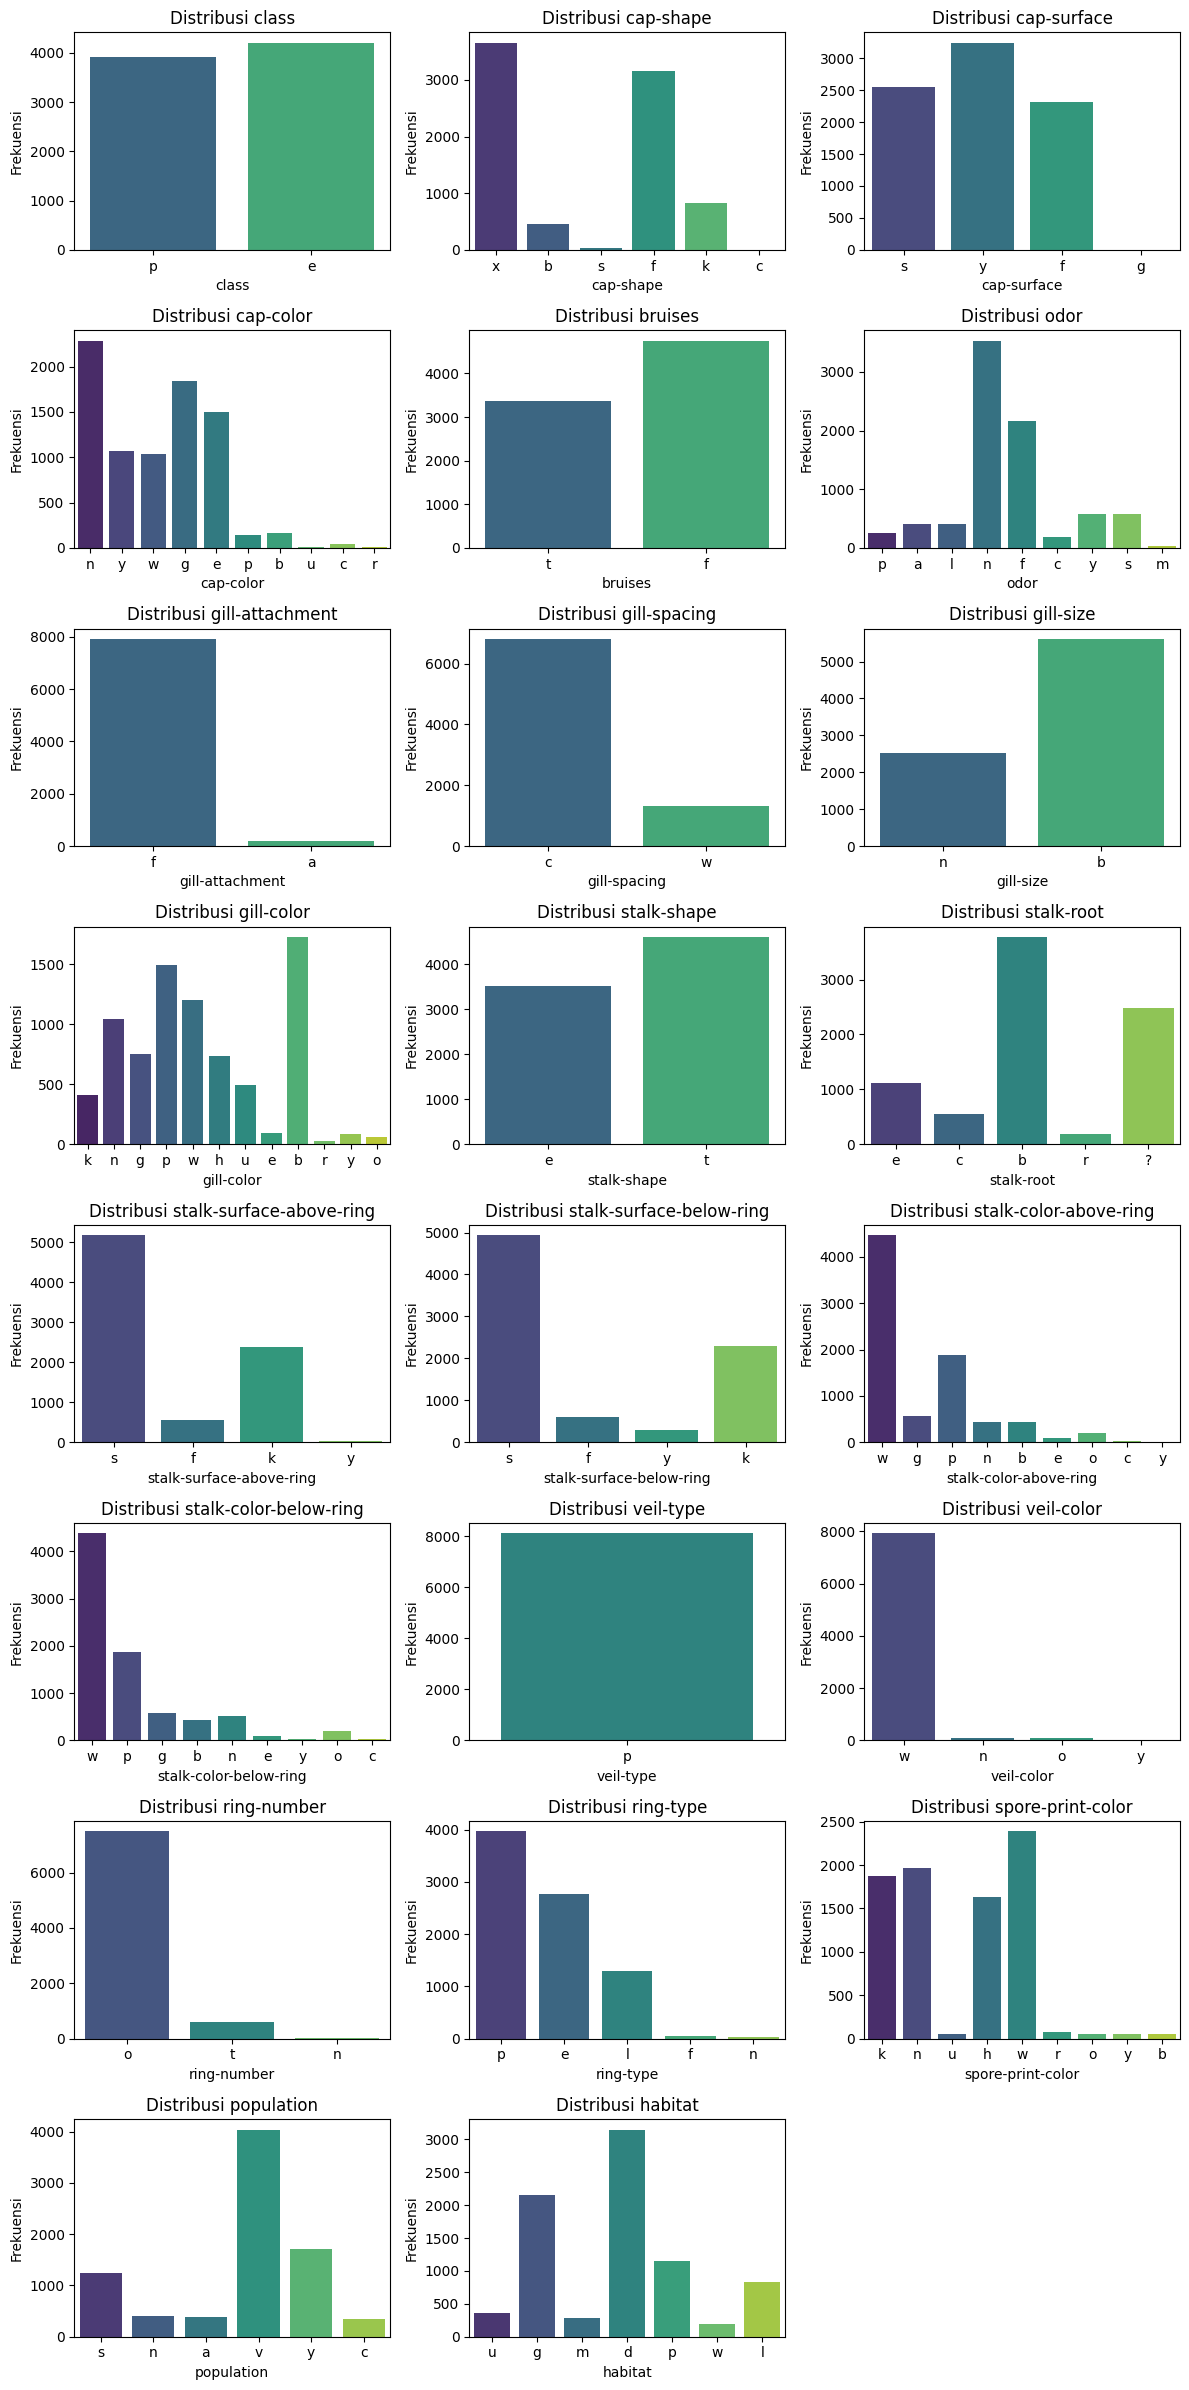 Distribusi class
Frekuensi
4000
3000
2000
1000
0
p e
class
Distribusi cap-shape
Frekuensi
3000
2000
1000
0
x b s f k c
cap-shape
Distribusi cap-surface
Frekuensi
3000
2500
2000
1500
1000
500
0
s y f g
cap-surface
Distribusi cap-color
Frekuensi
2000
1500
1000
500
0
n y w g e p b u c r
cap-color
Distribusi bruises
Frekuensi
4000
3000
2000
1000
0
t f
bruises
Distribusi odor
Frekuensi
3000
2000
1000
0
p a l n f c y s m
odor
Distribusi gill-attachment
Frekuensi
8000
6000
4000
2000
0
f a
gill-attachment
Distribusi gill-spacing
Frekuensi
6000
4000
2000
0
c w
gill-spacing
Distribusi gill-size
Frekuensi
5000
4000
3000
2000
1000
0
n b
gill-size
Distribusi gill-color
Frekuensi
1500
1000
500
0
k n g p w h u e b r y o
gill-color
Distribusi stalk-shape
Frekuensi
4000
3000
2000
1000
0
e t
stalk-shape
Distribusi stalk-root
Frekuensi
3000
2000
1000
0
e c b r ?
stalk-root
Distribusi stalk-surface-above-ring
Frekuensi
5000
4000
3000
2000
1000
0
s f k y
stalk-surface-above-ring
Distribusi stalk-surface-below-ring
Frekuensi
5000
4000
3000
2000
1000
0
s f y k
stalk-surface-below-ring
Distribusi stalk-color-above-ring
Frekuensi
4000
3000
2000
1000
0
w g p n b e o c y
stalk-color-above-ring
Distribusi stalk-color-below-ring
Frekuensi
4000
3000
2000
1000
0
w p g b n e y o c
stalk-color-below-ring
Distribusi veil-type
Frekuensi
8000
6000
4000
2000
0
p
veil-type
Distribusi veil-color
Frekuensi
8000
6000
4000
2000
0
w n o y
veil-color
Distribusi ring-number
Frekuensi
6000
4000
2000
0
o t n
ring-number
Distribusi ring-type
Frekuensi
4000
3000
2000
1000
0
p e l f n
ring-type
Distribusi spore-print-color
Frekuensi
2500
2000
1500
1000
500
0
k n u h w r o y b
spore-print-color
Distribusi population
Frekuensi
4000
3000
2000
1000
0
s n a v y c
population
Distribusi habitat
Frekuensi
3000
2500
2000
1500
1000
500
0
u g m d p w l
habitat